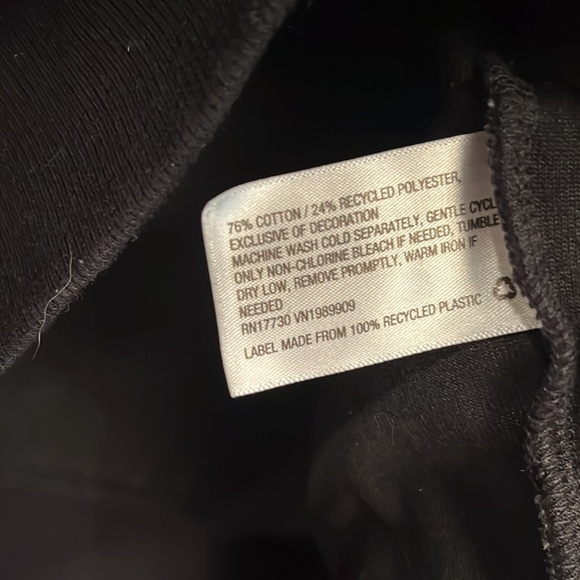 76% COTTON / 24% RECYCLED POLYESTER,
EXCLUSIVE OF DECORATION
MACHINE WASH COLD SEPARATELY, GENTLE CYCL
ONLY NON-CHLORINE BLEACH IF NEEDED, TUMBLE
DRY LOW, REMOVE PROMPTLY, WARM IRON IF
NEEDED
RN17730 VN1989909
LABEL MADE FROM 100% RECYCLED PLASTIC